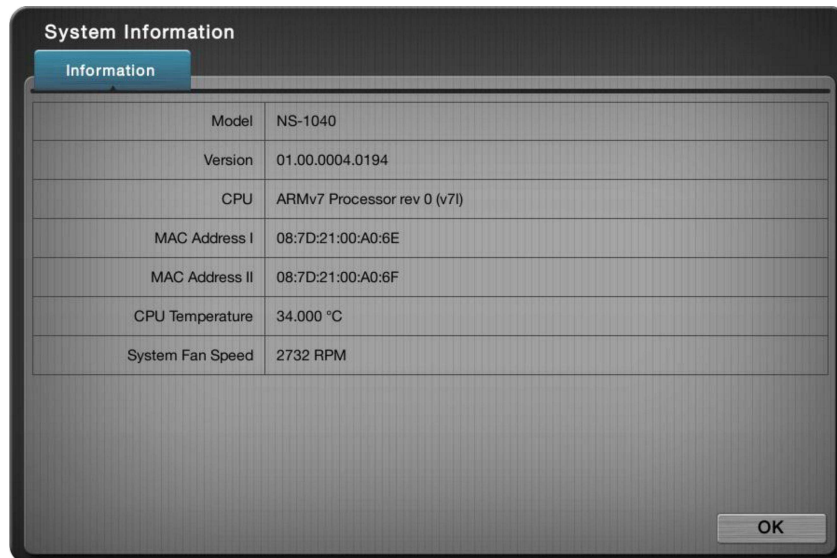 System Information
Information
Model NS-1040
Version 01.00.0004.0194
CPU ARMv7 Processor rev 0 (v7l)
MAC Address I 08:7D:21:00:A0:6E
MAC Address II 08:7D:21:00:A0:6F
CPU Temperature 34.000 °C
System Fan Speed 2732 RPM
OK